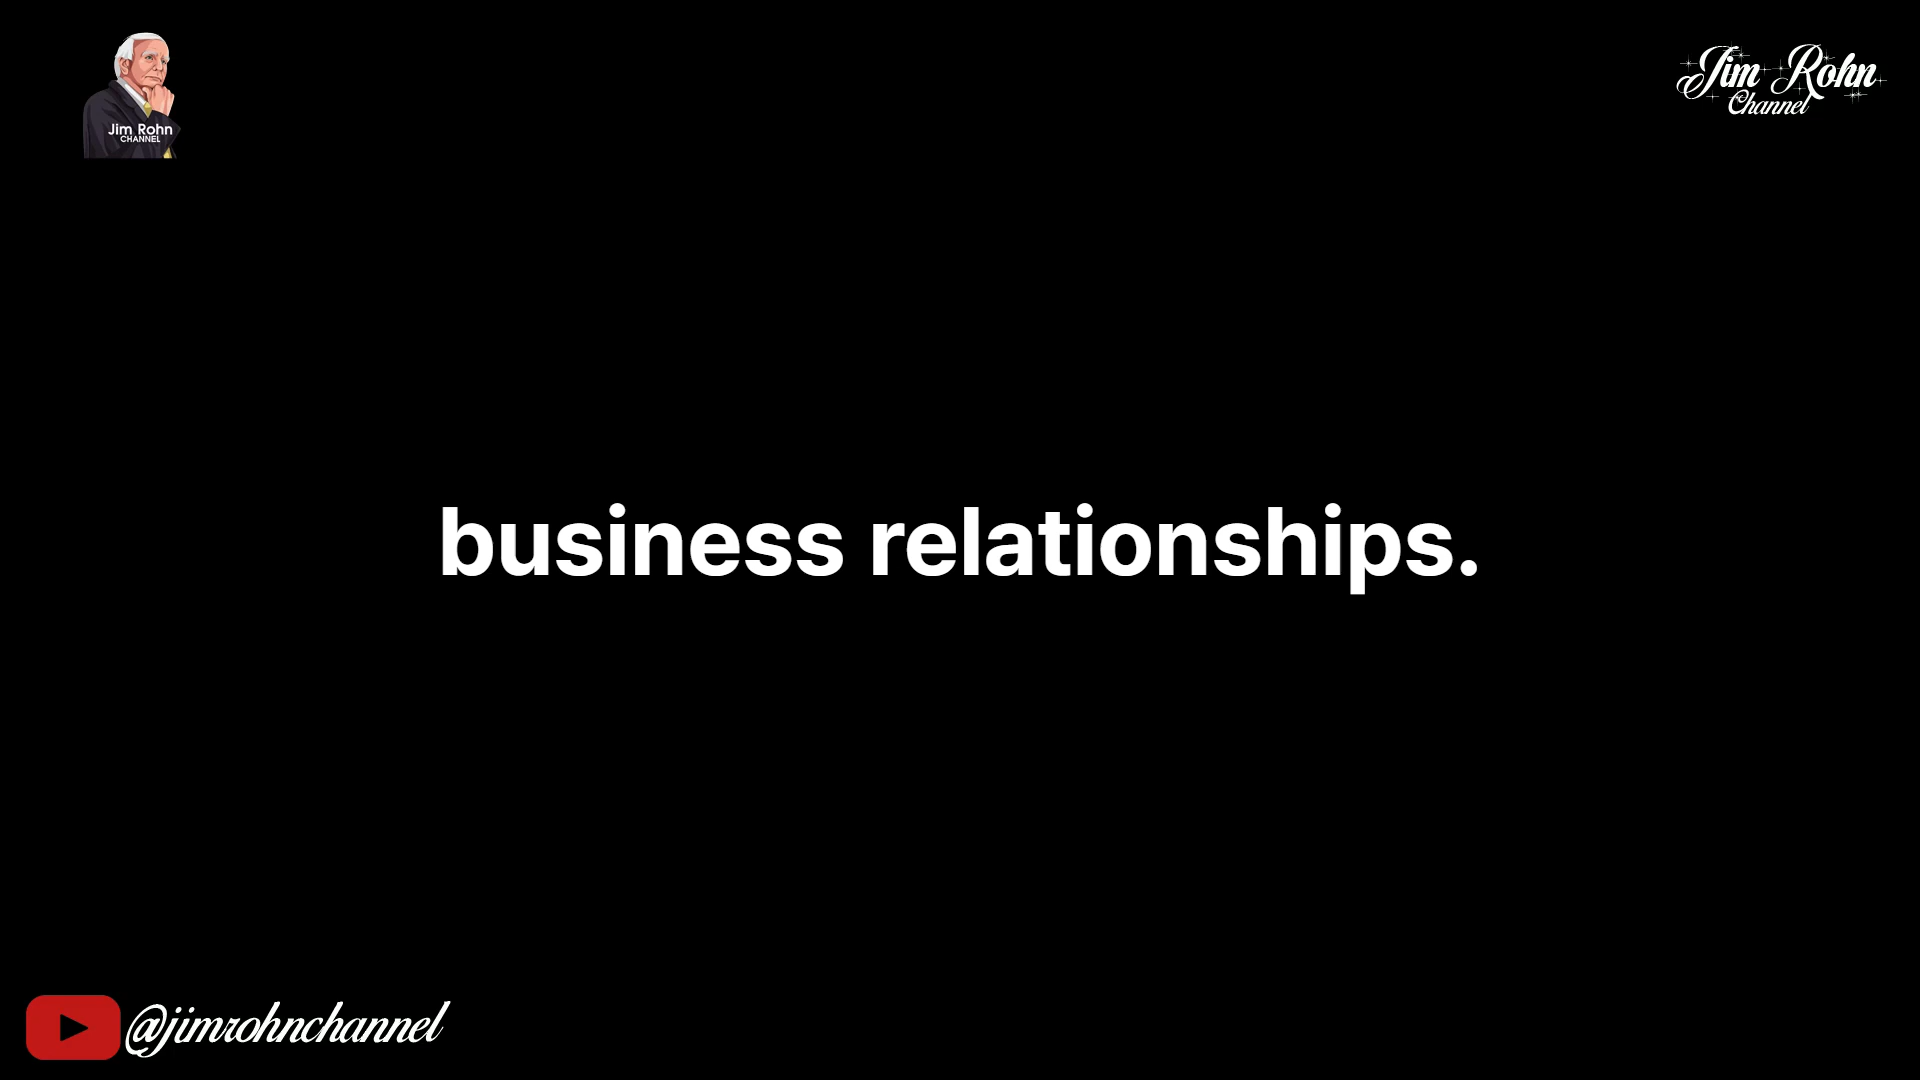 Jim Rohn
CHANNEL
Jim Rohn
Channel
business relationships.
@jimrohnchannel